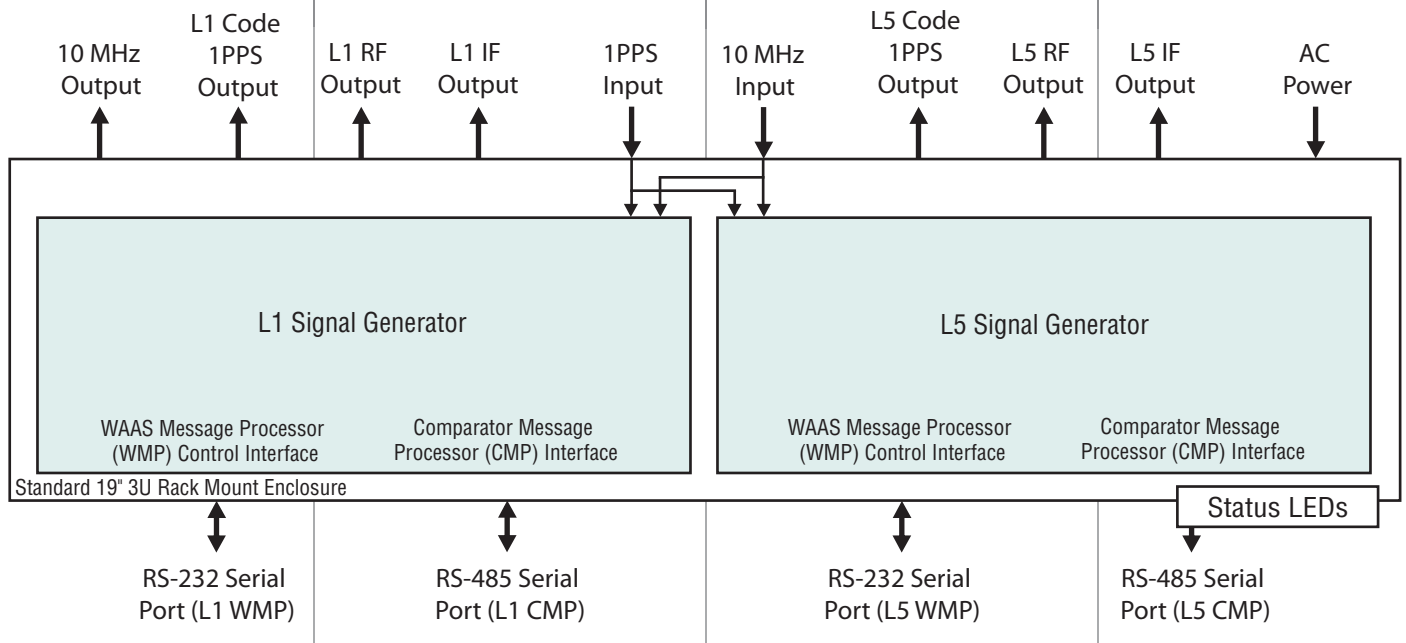 10 MHz
Output
L1 Code
1PPS
Output
L1 RF
Output
L1 IF
Output
1PPS
Input
10 MHz
Input
L5 Code
1PPS
Output
L5 RF
Output
L5 IF
Output
AC
Power
L1 Signal Generator
WAAS Message Processor
(WMP) Control Interface
Comparator Message
Processor (CMP) Interface
L5 Signal Generator
WAAS Message Processor
(WMP) Control Interface
Comparator Message
Processor (CMP) Interface
Standard 19" 3U Rack Mount Enclosure
Status LEDs
RS-232 Serial
Port (L1 WMP)
RS-485 Serial
Port (L1 CMP)
RS-232 Serial
Port (L5 WMP)
RS-485 Serial
Port (L5 CMP)